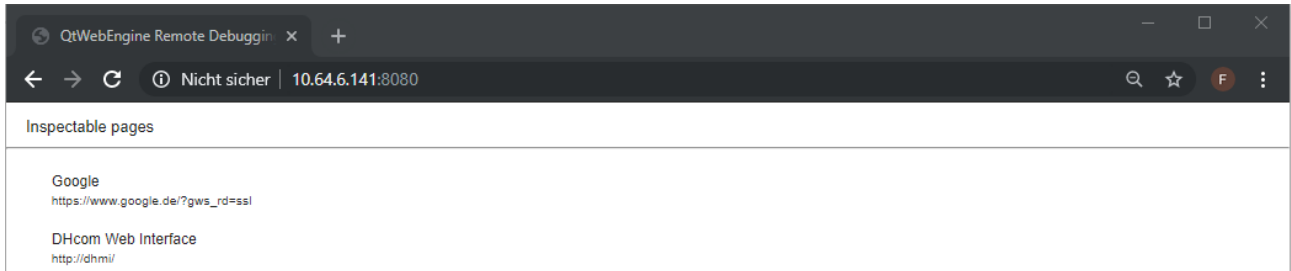 QtWebEngine Remote Debuggin
Nicht sicher | 10.64.6.141:8080
F
Inspectable pages
Google
https://www.google.de/?gws_rd=ssl
DHcom Web Interface
http://dhmi/